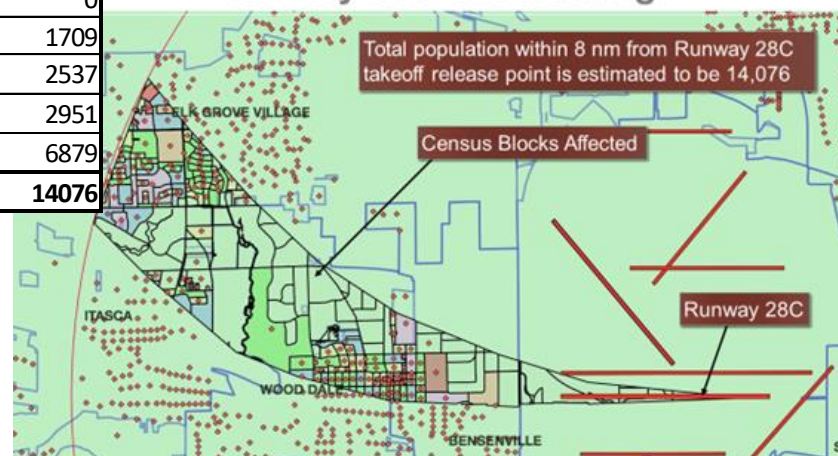 0
1709
2537
2951
6879
14076
Total population within 8 nm from Runway 28C
takeoff release point is estimated to be 14,076
ELK GROVE VILLAGE
Census Blocks Affected
Runway 28C
ITASCA
WOOD DALE
BENSENVILLE